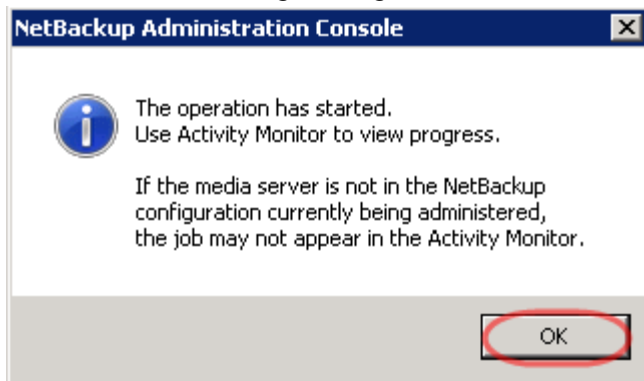 NetBackup Administration Console
The operation has started.
Use Activity Monitor to view progress.
If the media server is not in the NetBackup
configuration currently being administered,
the job may not appear in the Activity Monitor.
OK